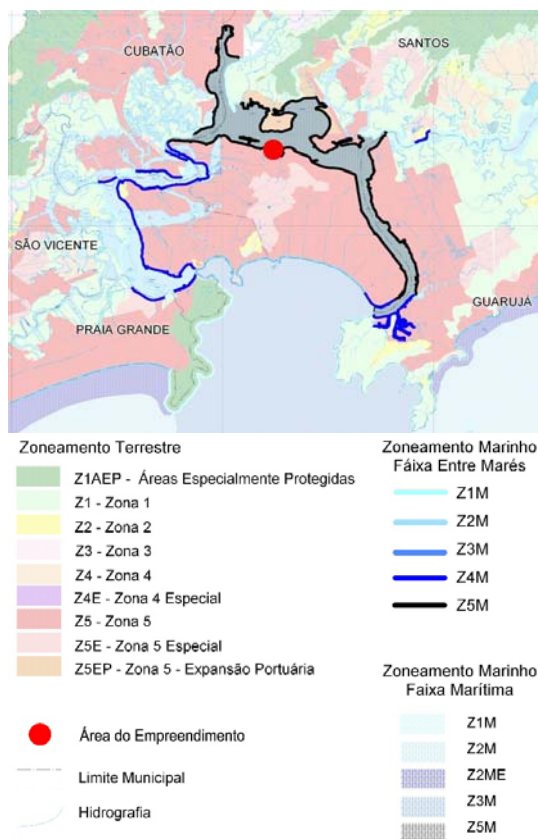 CUBATÃO
SANTOS
SÃO VICENTE
GUARUJÁ
PRAIA GRANDE
Zoneamento Terrestre
Z1AEP - Áreas Especialmente Protegidas
Z1 - Zona 1
Z2 - Zona 2
Z3 - Zona 3
Z4 - Zona 4
Z4E - Zona 4 Especial
Z5 - Zona 5
Z5E - Zona 5 Especial
Z5EP - Zona 5 - Expansão Portuária
Área do Empreendimento
Limite Municipal
Hidrografia
Zoneamento Marinho
Fáixa Entre Marés
Z1M
Z2M
Z3M
Z4M
Z5M
Zoneamento Marinho
Faixa Marítima
Z1M
Z2M
Z2ME
Z3M
Z5M